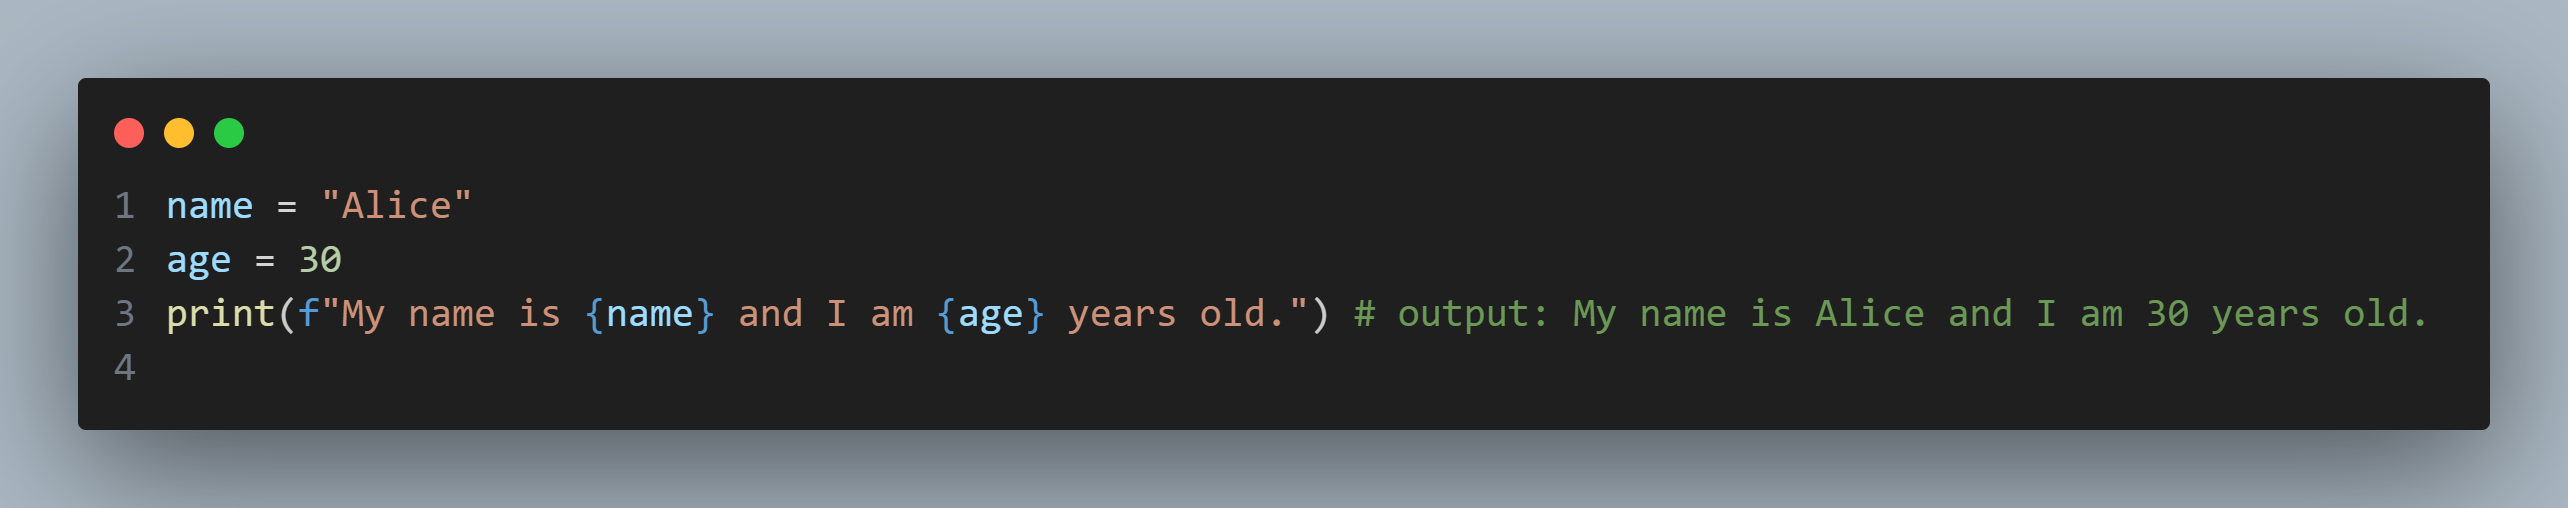 1 name = "Alice"
2 age = 30
3 print(f"My name is {name} and I am {age} years old.") # output: My name is Alice and I am 30 years old.
4